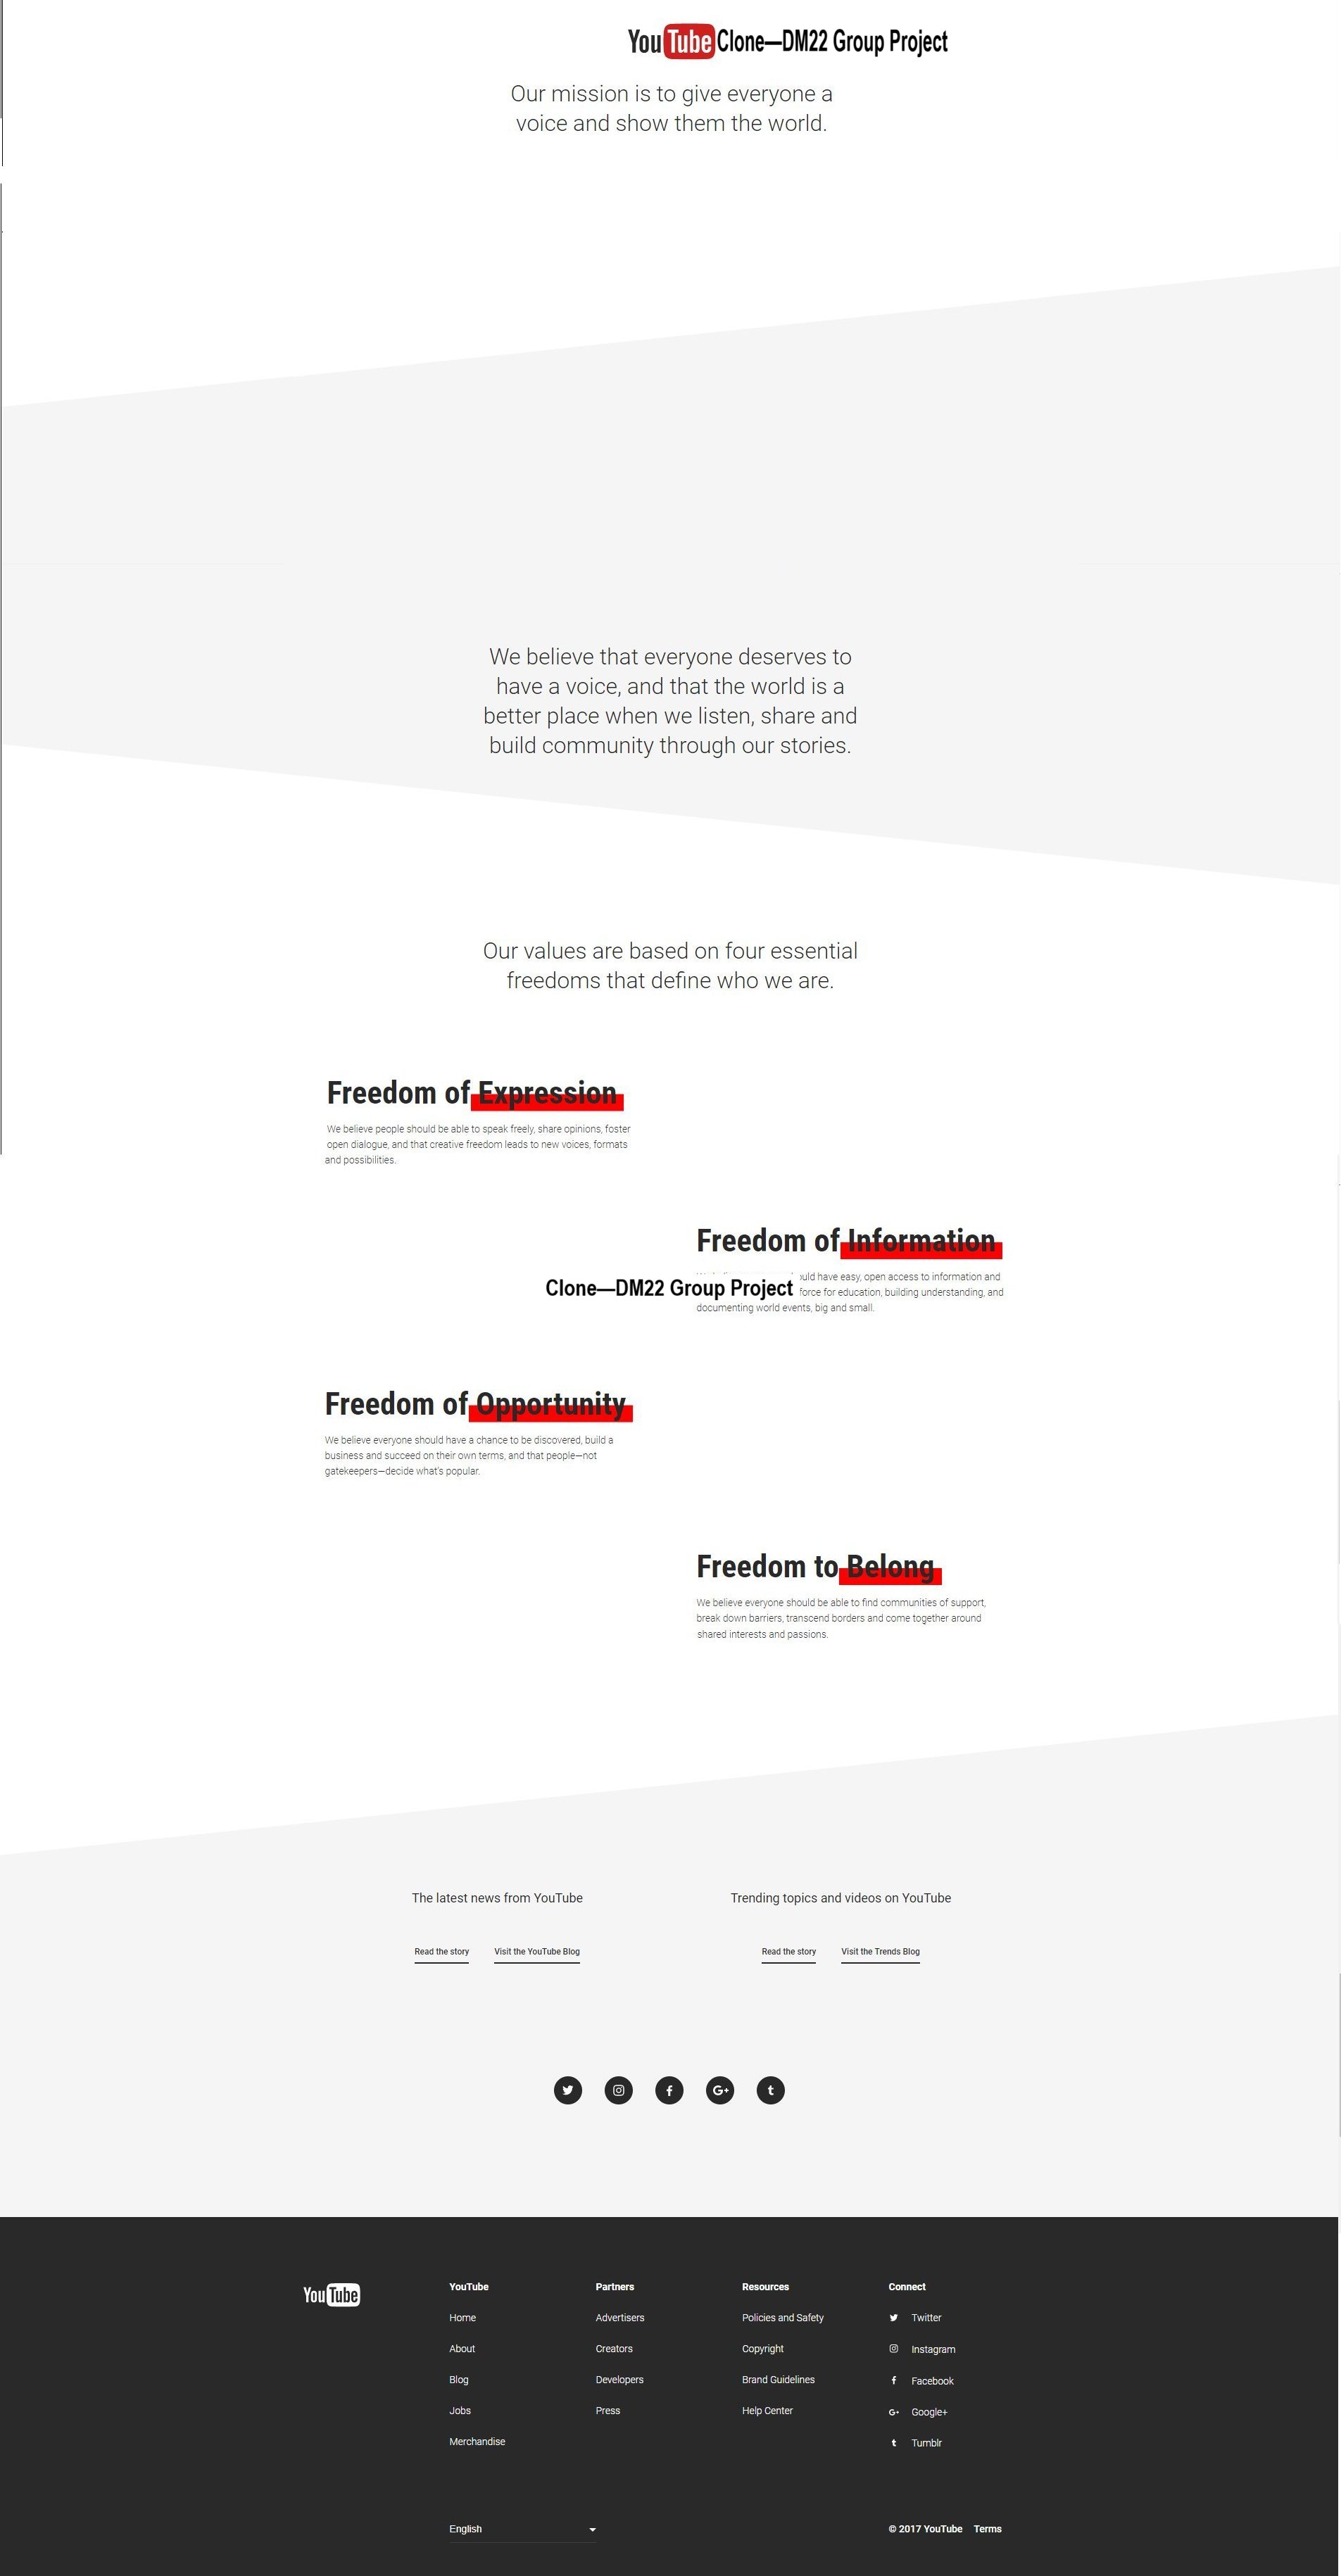 YouTube Clone—DM22 Group Project
Our mission is to give everyone a
voice and show them the world.
We believe that everyone deserves to
have a voice, and that the world is a
better place when we listen, share and
build community through our stories.
Our values are based on four essential
freedoms that define who we are.
Freedom of Expression
We believe people should be able to speak freely, share opinions, foster
open dialogue, and that creative freedom leads to new voices, formats
and possibilities.
Freedom of Information
should have easy, open access to information and
Clone—DM22 Group Project
force for education, building understanding, and
documenting world events, big and small.
Freedom of Opportunity
We believe everyone should have a chance to be discovered, build a
business and succeed on their own terms, and that people—not
gatekeepers—decide what's popular.
Freedom to Belong
We believe everyone should be able to find communities of support,
break down barriers, transcend borders and come together around
shared interests and passions.
The latest news from YouTube
Read the story Visit the YouTube Blog
Trending topics and videos on YouTube
Read the story Visit the Trends Blog
YouTube
YouTube
Home
About
Blog
Jobs
Merchandise
Partners
Advertisers
Creators
Developers
Press
Resources
Policies and Safety
Copyright
Brand Guidelines
Help Center
Connect
Twitter
Instagram
Facebook
Google+
Tumblr
English
© 2017 YouTube Terms